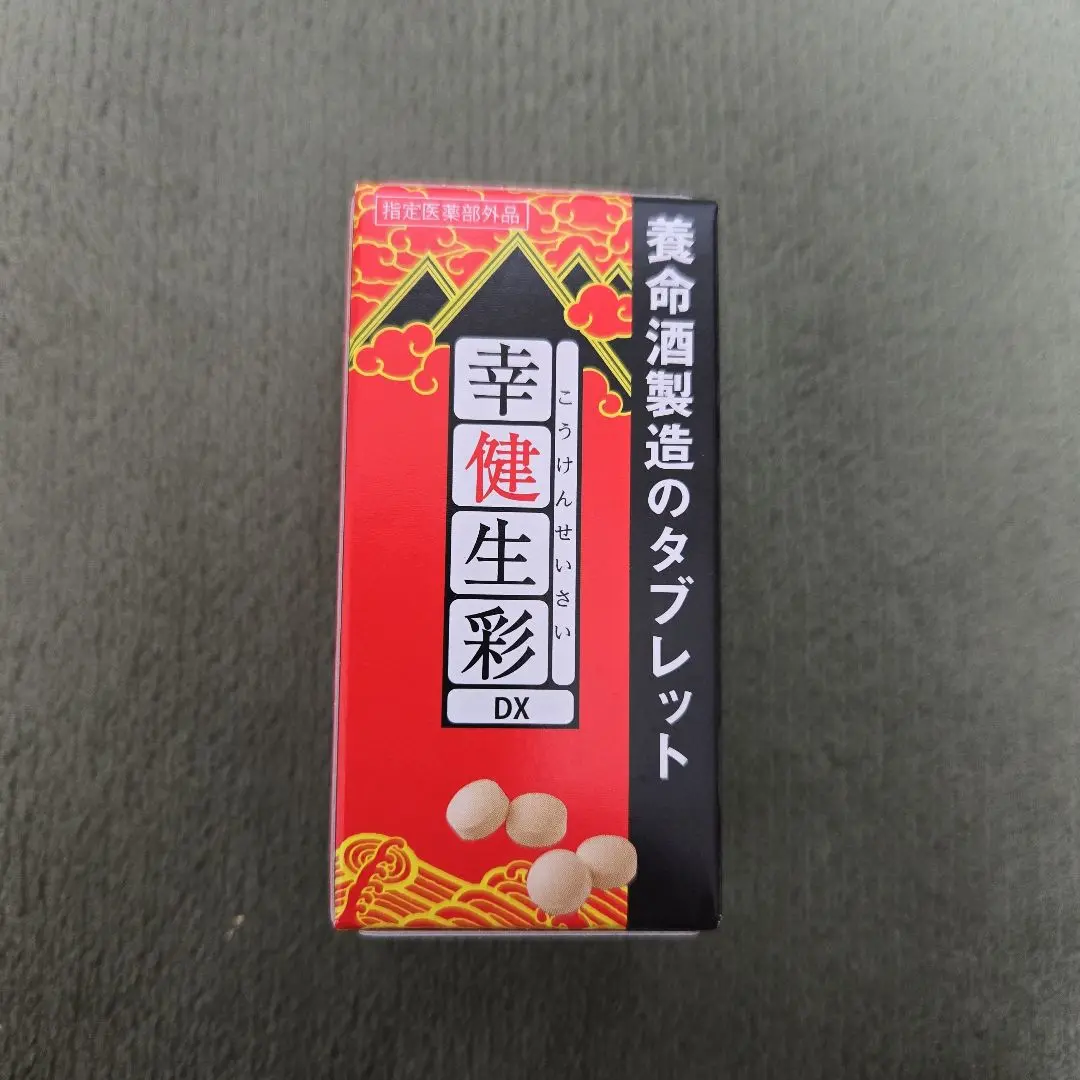 指定医薬部外品
養命酒製造のタブレット
幸健生彩
こうけんせいさい
DX